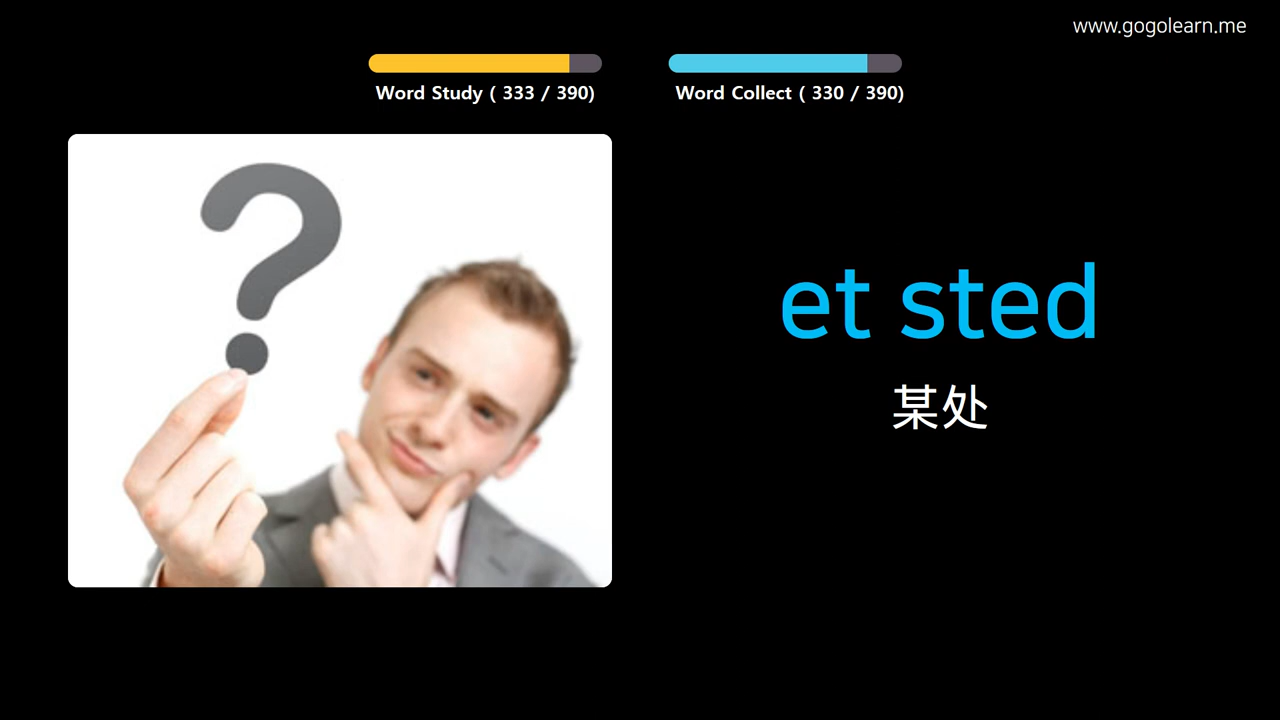 www.gogolearn.me
Word Study ( 333 / 390)
Word Collect ( 330 / 390)
et sted
某处